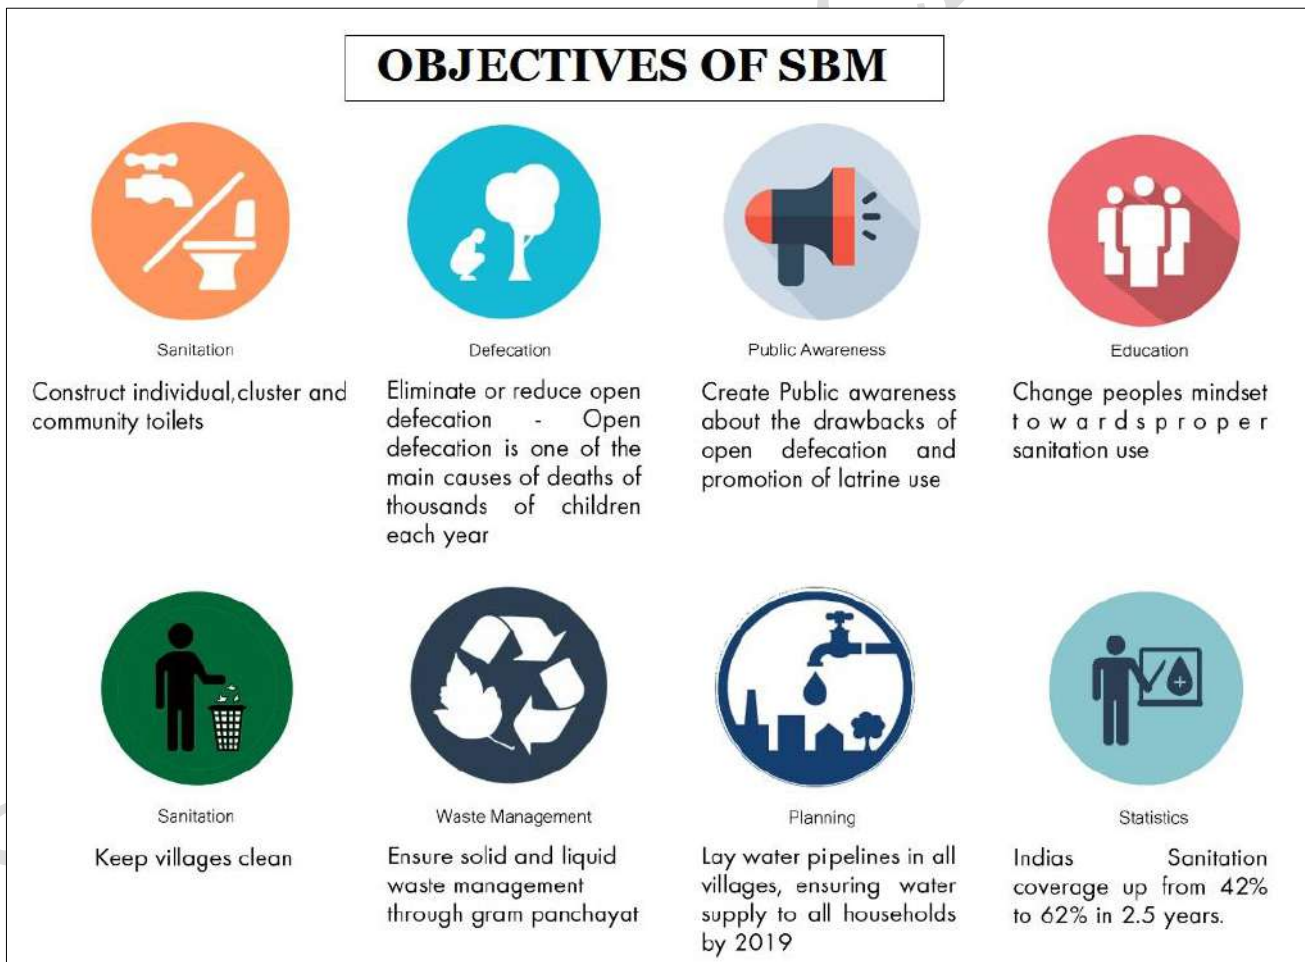 OBJECTIVES OF SBM
Sanitation
Construct individual,cluster and
community toilets
Defecation
Eliminate or reduce open
defecation - Open
defecation is one of the
main causes of deaths of
thousands of children
each year
Public Awareness
Create Public awareness
about the drawbacks of
open defecation and
promotion of latrine use
Education
Change peoples mindset
t o w a r d s p r o p e r
sanitation use
Sanitation
Keep villages clean
Waste Management
Ensure solid and liquid
waste management
through gram panchayat
Planning
Lay water pipelines in all
villages, ensuring water
supply to all households
by 2019
Statistics
Indias Sanitation
coverage up from 42%
to 62% in 2.5 years.